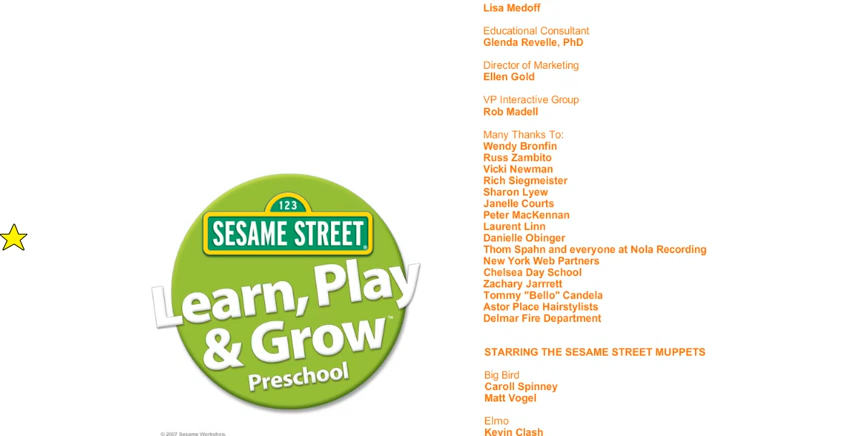 123
SESAME STREET
Learn, Play
& Grow™
Preschool
© 2007 Sesame Workshop.
Lisa Medoff
Educational Consultant
Glenda Revelle, PhD
Director of Marketing
Ellen Gold
VP Interactive Group
Rob Madell
Many Thanks To:
Wendy Bronfin
Russ Zambito
Vicki Newman
Rich Siegmeister
Sharon Lyew
Janelle Courts
Peter MacKennan
Laurent Linn
Danielle Obinger
Thom Spahn and everyone at Nola Recording
New York Web Partners
Chelsea Day School
Zachary Jarrrett
Tommy "Bello" Candela
Astor Place Hairstylists
Delmar Fire Department
STARRING THE SESAME STREET MUPPETS
Big Bird
Caroll Spinney
Matt Vogel
Elmo
Kevin Clash